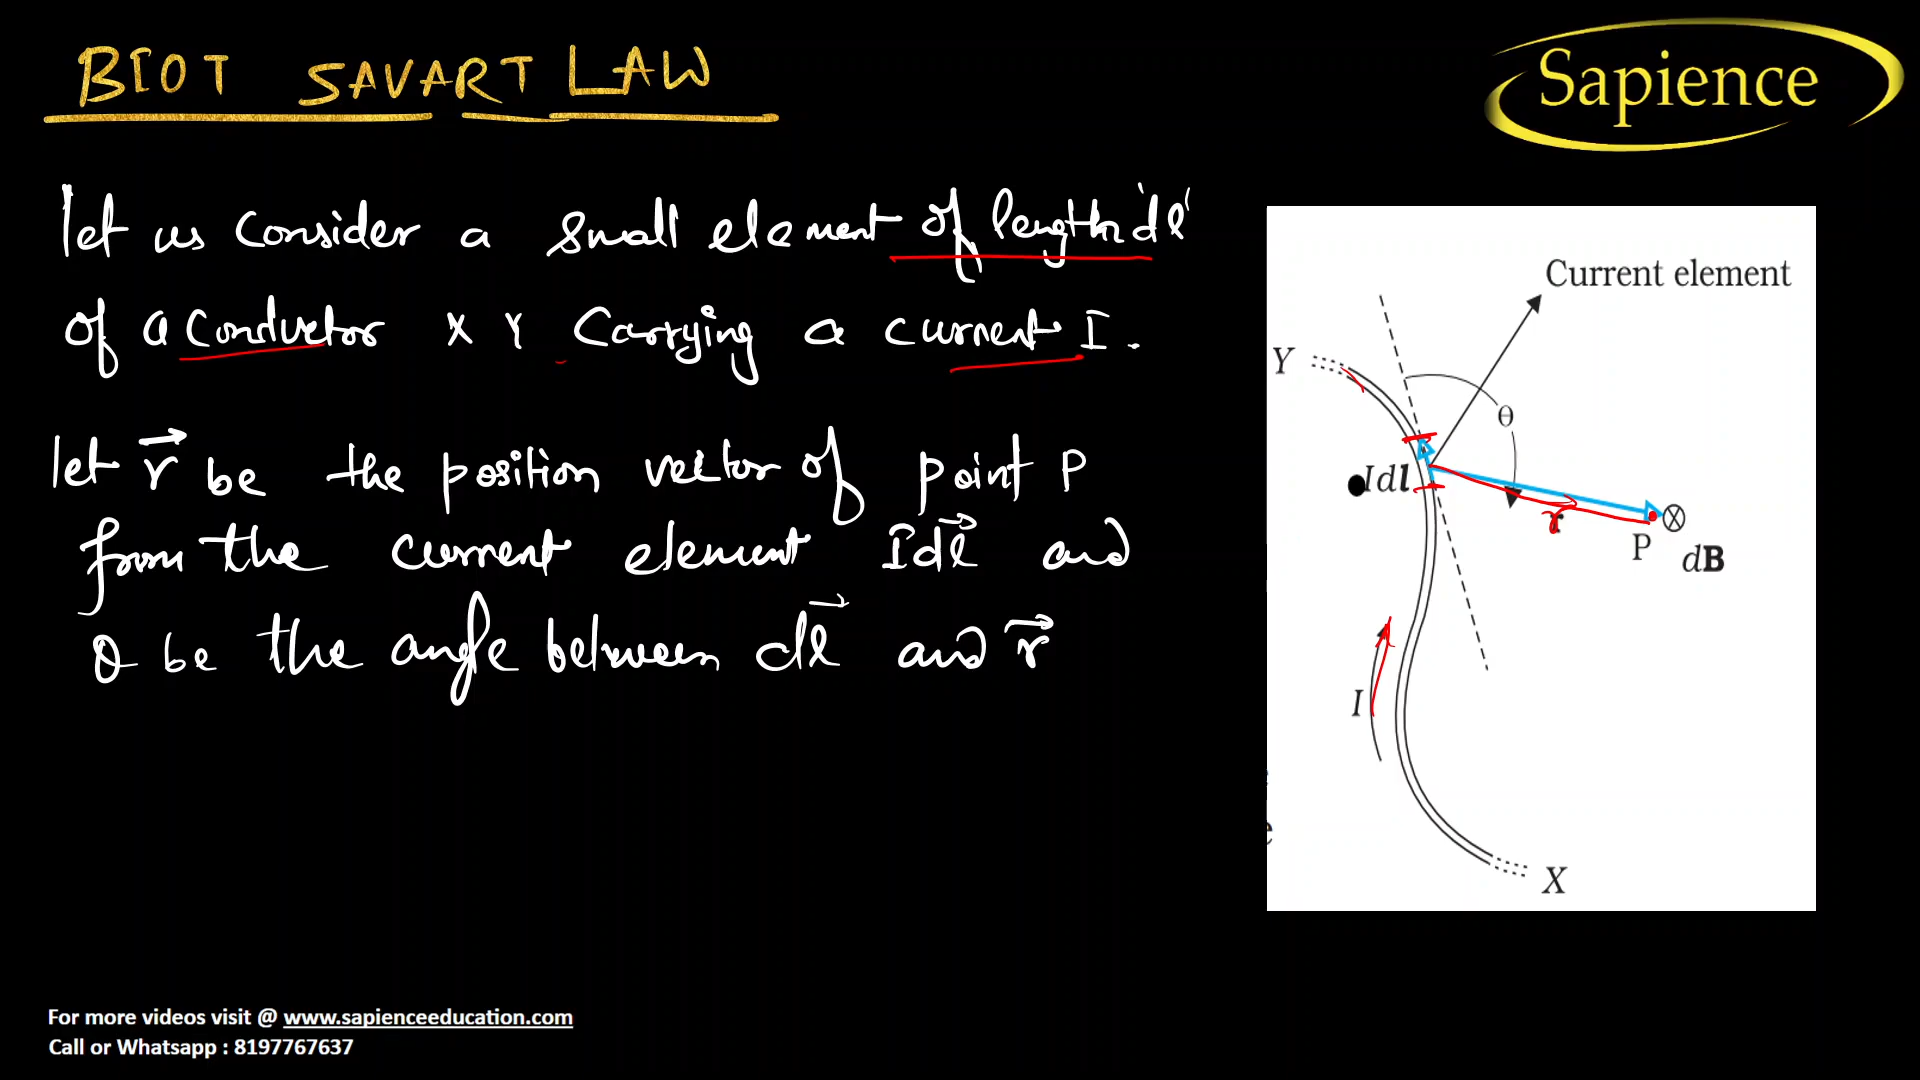 BIOT SAVART LAW
Sapience
let us consider a small element of length 'dl'
of a conductor X Y carrying a current I.
let r⃗ be the position vector of point P
from the current element Idl⃗ and
θ be the angle between dl⃗ and r⃗
Current element
Y
θ
Idl
r
P
dB
I
X
For more videos visit @ www.sapienceeducation.com
Call or Whatsapp : 8197767637